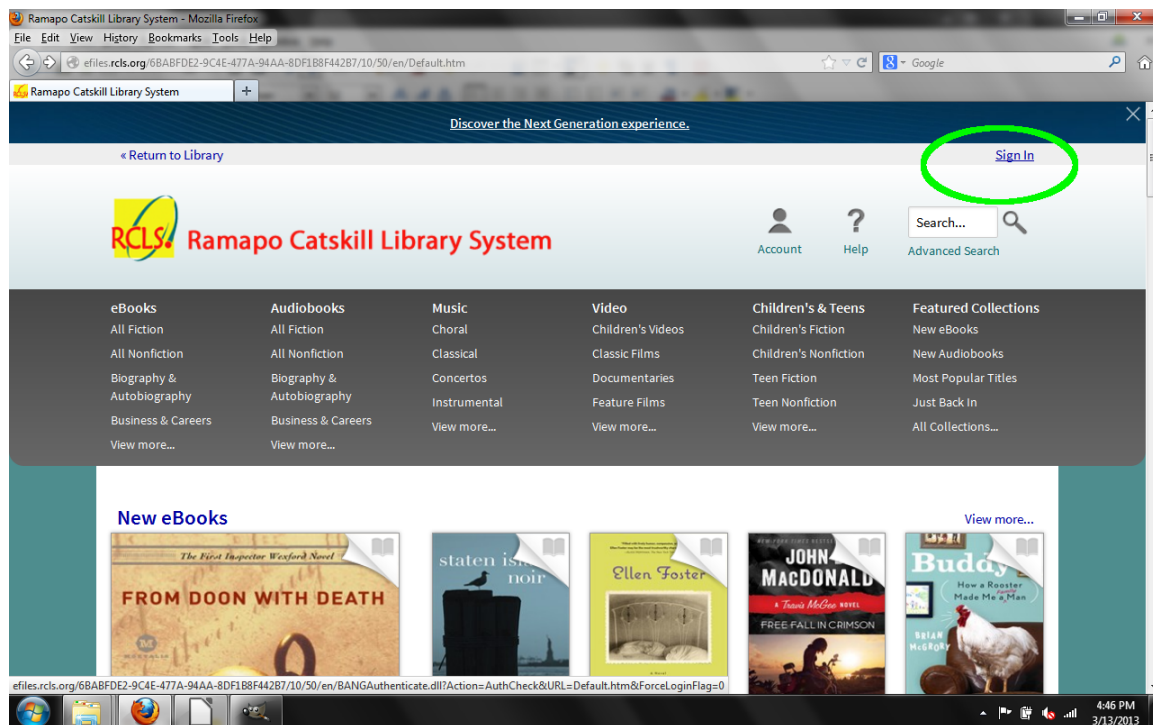 Ramapo Catskill Library System - Mozilla Firefox
File Edit View History Bookmarks Tools Help
efiles.rcls.org/6BABFDE2-9C4E-477A-94AA-8DF1B8F442B7/10/50/en/Default.htm
Google
Ramapo Catskill Library System
Discover the Next Generation experience.
« Return to Library
Sign In
RCLS! Ramapo Catskill Library System
Account
Help
Search...
Advanced Search
eBooks
All Fiction
All Nonfiction
Biography &
Autobiography
Business & Careers
View more...
Audiobooks
All Fiction
All Nonfiction
Biography &
Autobiography
Business & Careers
View more...
Music
Choral
Classical
Concertos
Instrumental
View more...
Video
Children's Videos
Classic Films
Documentaries
Feature Films
View more...
Children's & Teens
Children's Fiction
Children's Nonfiction
Teen Fiction
Teen Nonfiction
View more...
Featured Collections
New eBooks
New Audiobooks
Most Popular Titles
Just Back In
All Collections...
New eBooks
View more...
The First Inspector Wexford Novel
FROM DOON WITH DEATH
staten
noir
Ellen Foster
JOHN
MACDONALD
A Travis McGee NOVEL
FREE FALL IN CRIMSON
Buddy
How a Rooster
Made Me a Family Man
BRIAN
McGRORY
efiles.rcls.org/6BABFDE2-9C4E-477A-94AA-8DF1B8F442B7/10/50/en/BANGAuthenticate.dll?Action=AuthCheck&URL=Default.htm&ForceLoginFlag=0
4:46 PM
3/13/2013